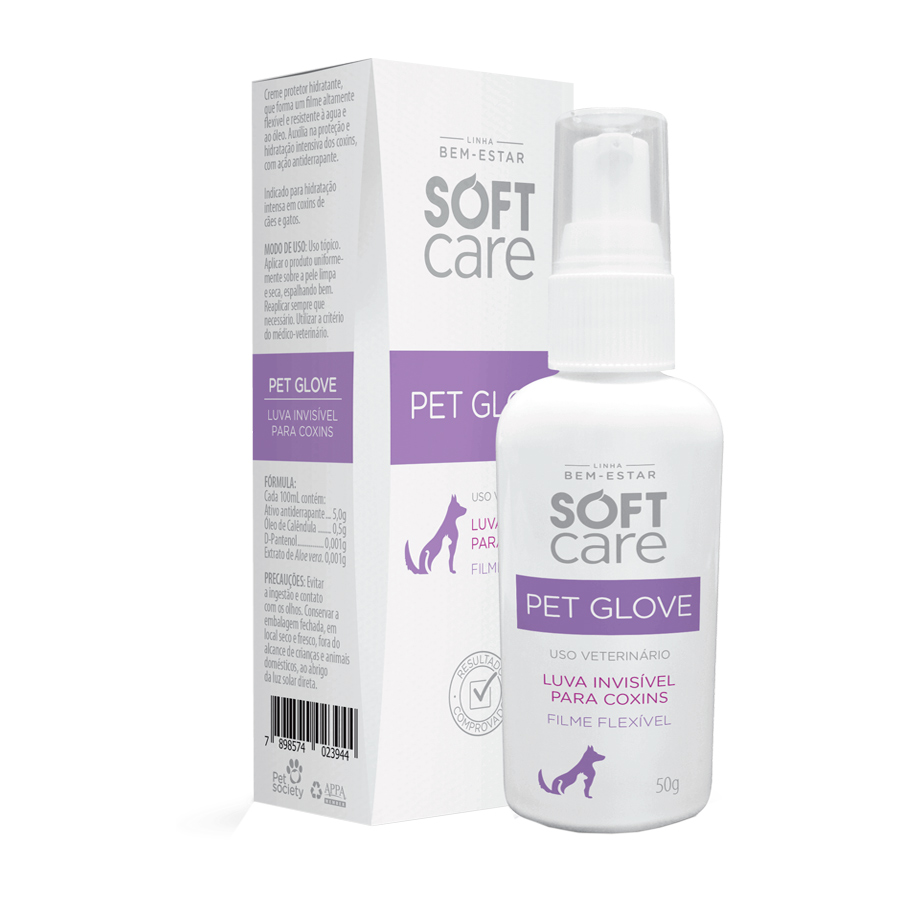 Creme protetor hidratante,
que forma um filme altamente
flexível e resistente à agua e
ao óleo. Auxilia na proteção e
hidratação intensiva dos coxins,
com ação antiderrapante.
Indicado para hidratação
intensa em coxins de
cães e gatos.
MODO DE USO: Uso tópico.
Aplicar o produto uniforme-
mente sobre a pele limpa
e seca, espalhando bem.
Reaplicar sempre que
necessário. Utilizar a critério
do médico-veterinário.
PET GLOVE
LUVA INVISÍVEL
PARA COXINS
FÓRMULA:
Cada 100mL contém:
Ativo antiderrapante ... 5,0g
Óleo de Calêndula ...... 0,5g
D-Pantenol............. 0,001g
Extrato de Aloe vera. 0,001g
PRECAUÇÕES: Evitar
a ingestão e contato
com os olhos. Conservar a
embalagem fechada, em
local seco e fresco, fora do
alcance de crianças e animais
domésticos, ao abrigo
da luz solar direta.
7 898574 023944
Pet
society
APPA
MEMBER
LINHA
BEM-ESTAR
SOFT
care
PET GLO
USO V
LUVA
PARA
FILM
RESULTADO
COMPROVADO
LINHA
BEM-ESTAR
SOFT
care
PET GLOVE
USO VETERINÁRIO
LUVA INVISÍVEL
PARA COXINS
FILME FLEXÍVEL
50g